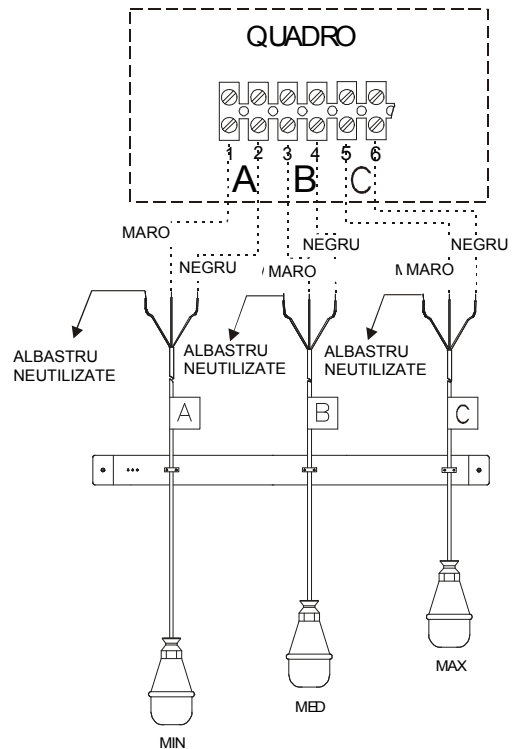 QUADRO
1 2 3 4 5 6
A B C
MARO
NEGRU
MARO
NEGRU
MARO
NEGRU
ALBASTRU
NEUTILIZATE
ALBASTRU
NEUTILIZATE
ALBASTRU
NEUTILIZATE
A
B
C
MIN
MED
MAX